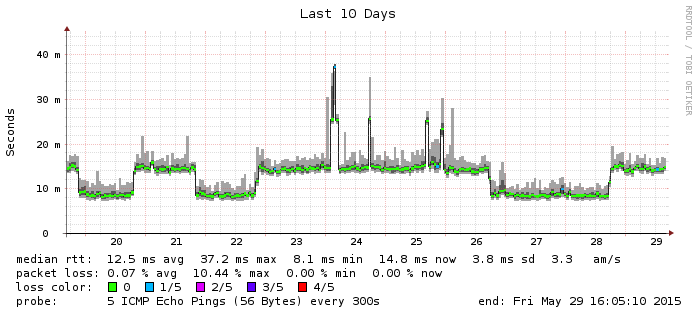 Last 10 Days
RRDTOOL / TOBI OETIKER
Seconds
40 m
30 m
20 m
10 m
0
20 21 22 23 24 25 26 27 28 29
median rtt: 12.5 ms avg 37.2 ms max 8.1 ms min 14.8 ms now 3.8 ms sd 3.3 am/s
packet loss: 0.07 % avg 10.44 % max 0.00 % min 0.00 % now
loss color: 0 1/5 2/5 3/5 4/5
probe: 5 ICMP Echo Pings (56 Bytes) every 300s end: Fri May 29 16:05:10 2015